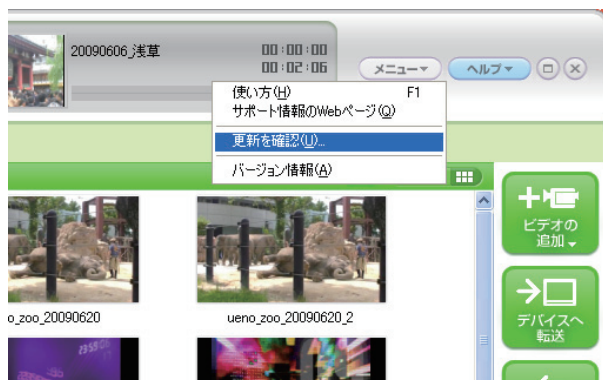 20090606_浅草
00:00:00
00:02:06
メニュー
ヘルプ
使い方(H) F1
サポート情報のWebページ(Q)
更新を確認(U)...
バージョン情報(A)
ビデオの
追加
o_zoo_20090620
ueno_zoo_20090620_2
デバイスへ
転送